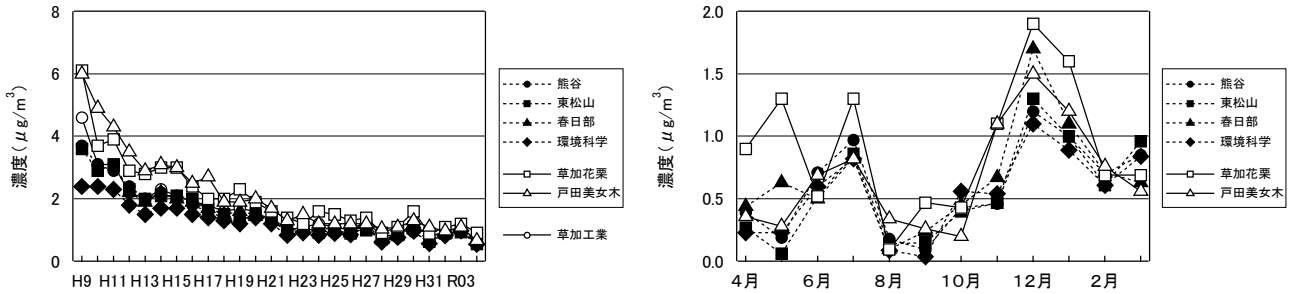 8
6
4
2
0
濃度(μg/m³)
H9 H11 H13 H15 H17 H19 H21 H23 H25 H27 H29 H31 R03
熊谷
東松山
春日部
環境科学
草加花栗
戸田美女木
草加工業
2.0
1.5
1.0
0.5
0.0
濃度(μg/m³)
4月 6月 8月 10月 12月 2月
熊谷
東松山
春日部
環境科学
草加花栗
戸田美女木